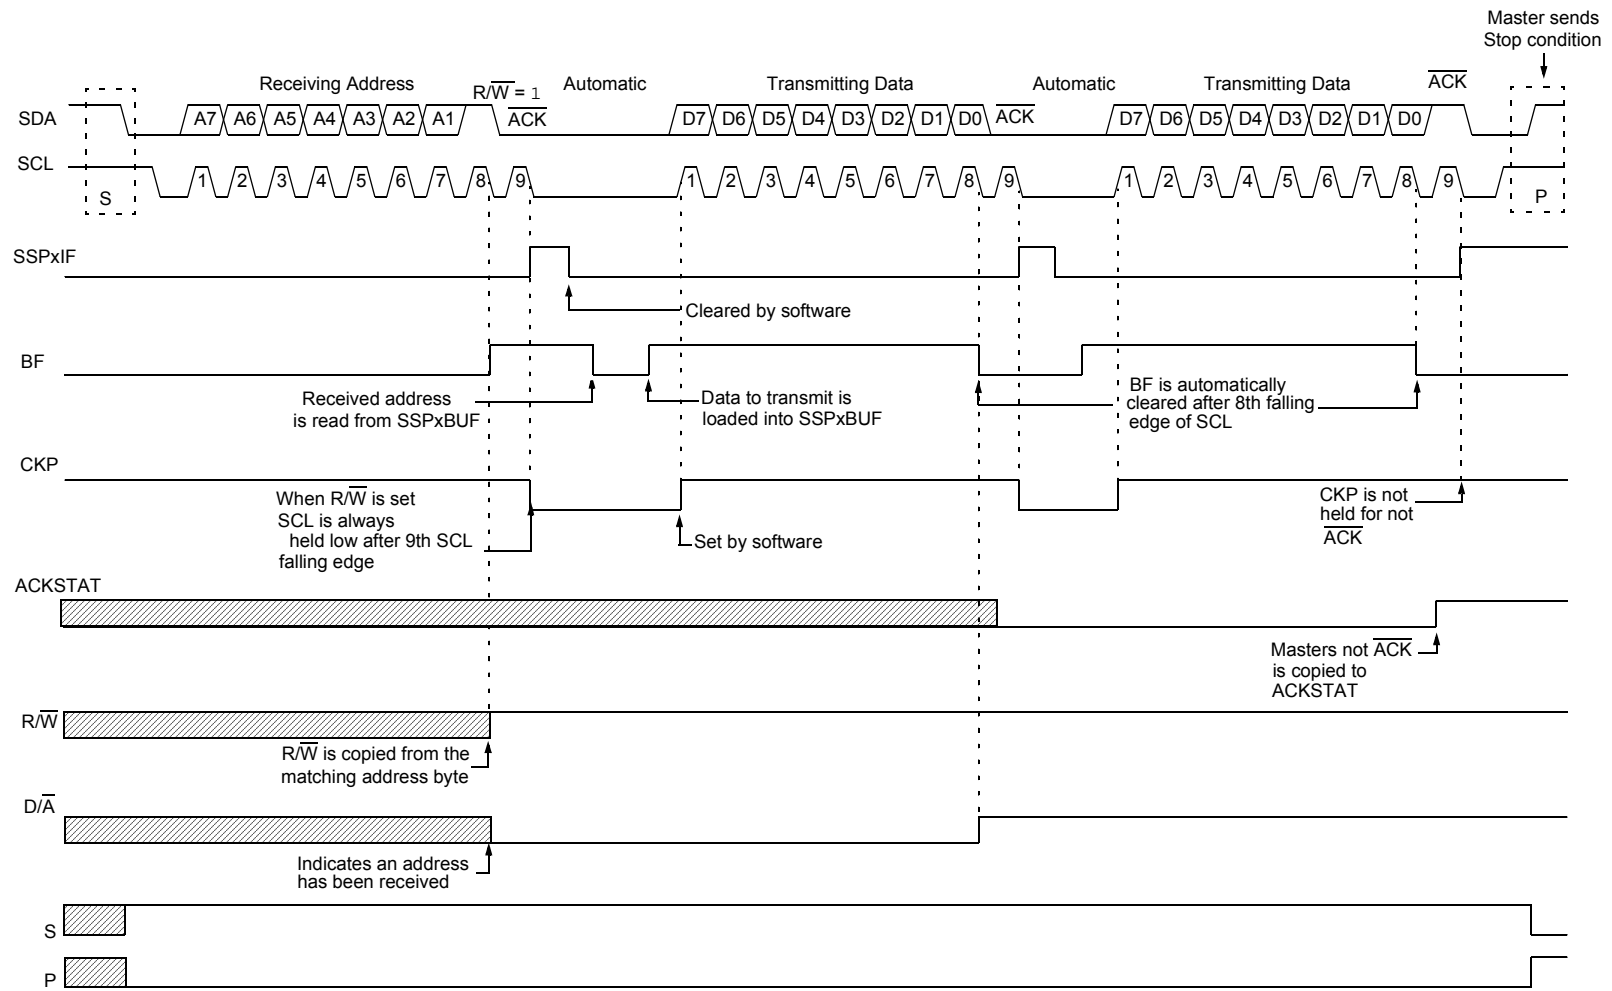 Master sends
Stop condition
Receiving Address
R/W̅ = 1
Automatic
Transmitting Data
Automatic
Transmitting Data
A̅C̅K̅
SDA
A7 A6 A5 A4 A3 A2 A1
A̅C̅K̅
D7 D6 D5 D4 D3 D2 D1 D0
A̅C̅K̅
D7 D6 D5 D4 D3 D2 D1 D0
SCL
S
1 2 3 4 5 6 7 8 9
1 2 3 4 5 6 7 8 9
1 2 3 4 5 6 7 8 9
P
SSPxIF
Cleared by software
BF
Received address
is read from SSPxBUF
Data to transmit is
loaded into SSPxBUF
BF is automatically
cleared after 8th falling
edge of SCL
CKP
When R/W̅ is set
SCL is always
held low after 9th SCL
falling edge
Set by software
CKP is not
held for not
A̅C̅K̅
ACKSTAT
Masters not A̅C̅K̅
is copied to
ACKSTAT
R/W̅
R/W̅ is copied from the
matching address byte
D/A̅
Indicates an address
has been received
S
P